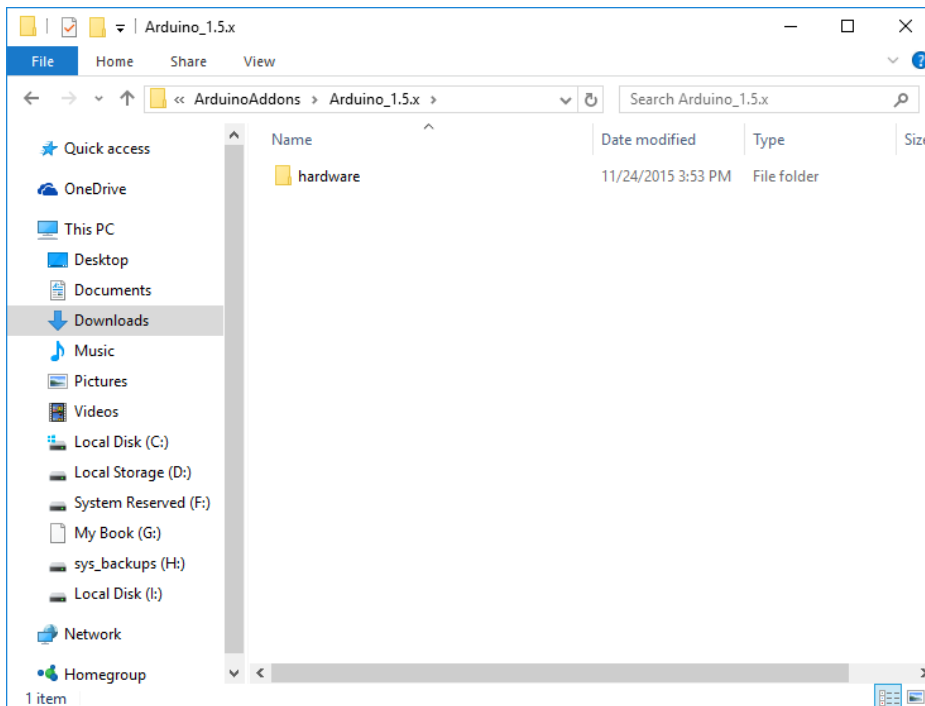 Arduino_1.5.x
File Home Share View
« ArduinoAddons > Arduino_1.5.x >
Search Arduino_1.5.x
Name Date modified Type Size
hardware 11/24/2015 3:53 PM File folder
Quick access
OneDrive
This PC
Desktop
Documents
Downloads
Music
Pictures
Videos
Local Disk (C:)
Local Storage (D:)
System Reserved (F:)
My Book (G:)
sys_backups (H:)
Local Disk (I:)
Network
Homegroup
1 item